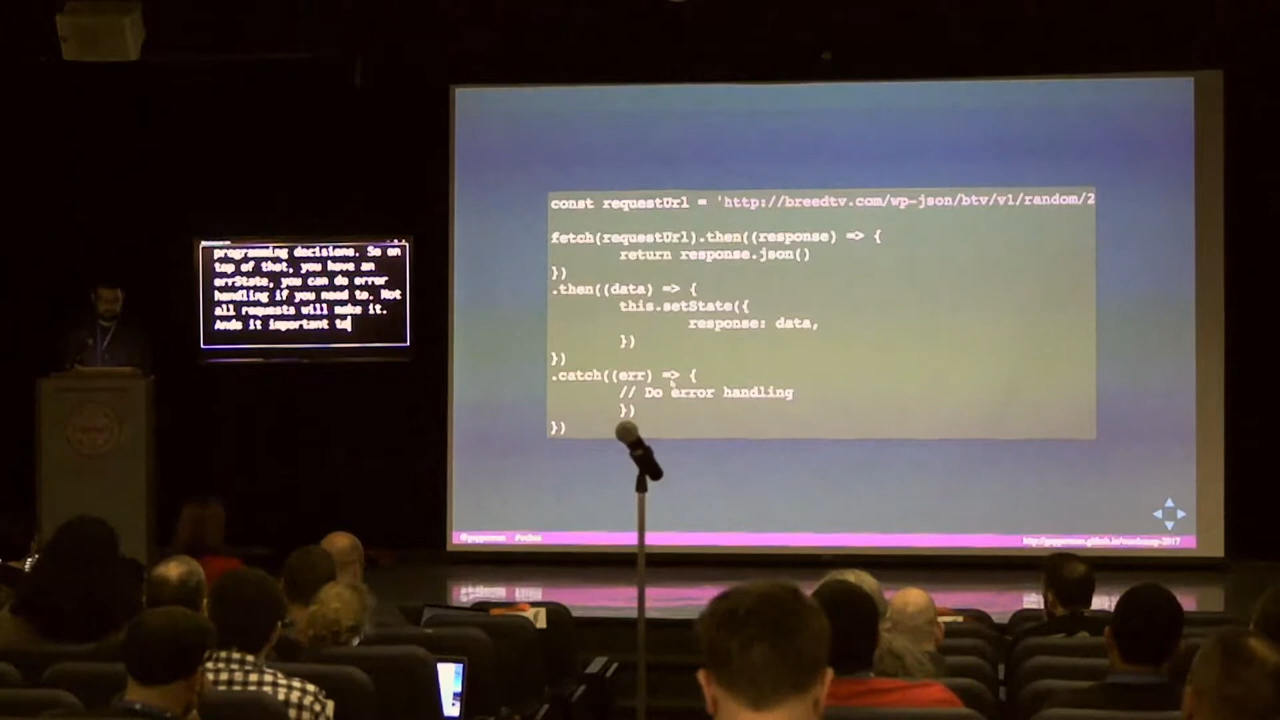 programming decisions. So on
top of that, you have an
errState, you can do error
handling if you need to. Not
all requests will make it.
Ands it important to
const requestUrl = 'http://breedtv.com/wp-json/btv/v1/random/2
fetch(requestUrl).then((response) => {
return response.json()
})
.then((data) => {
this.setState({
response: data,
})
})
.catch((err) => {
// Do error handling
})
})